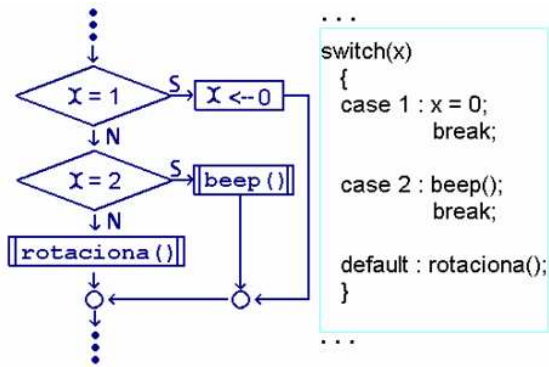 X = 1
S
X <-- 0
N
X = 2
S
beep()
N
rotaciona()
. . .
switch(x)
{
case 1 : x = 0;
break;
case 2 : beep();
break;
default : rotaciona();
}
. . .